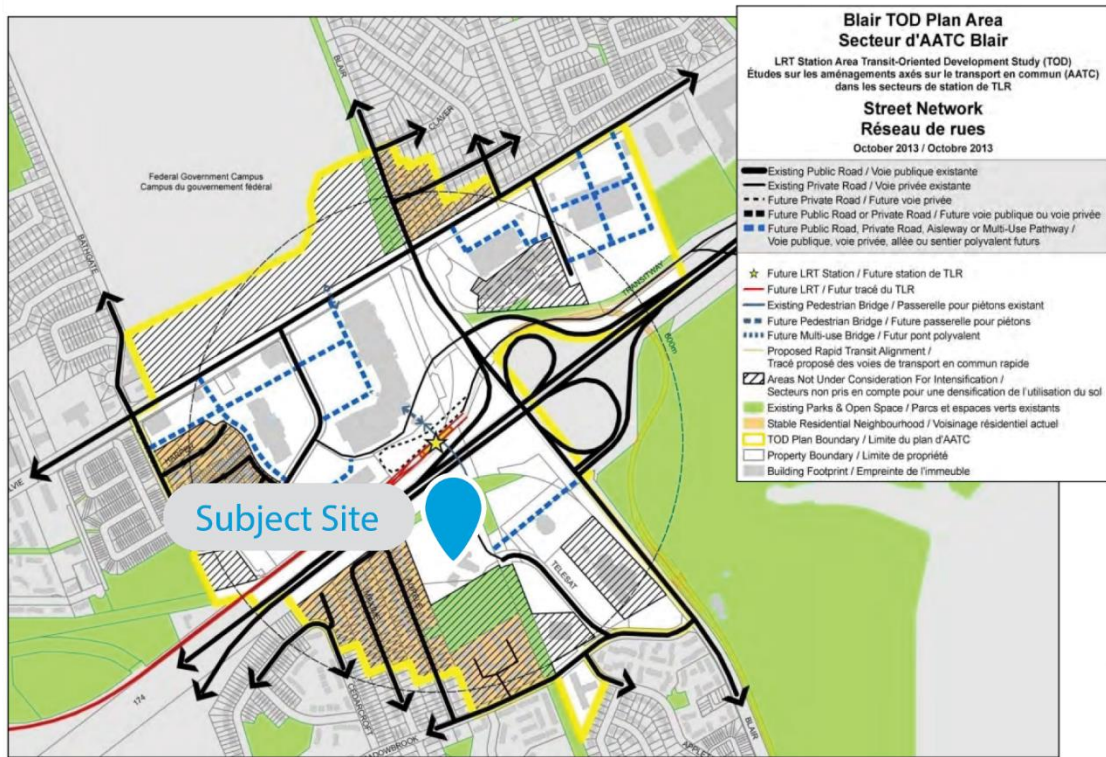 Blair TOD Plan Area
Secteur d'AATC Blair
LRT Station Area Transit-Oriented Development Study (TOD)
Études sur les aménagements axés sur le transport en commun (AATC)
dans les secteurs de station de TLR
Street Network
Réseau de rues
October 2013 / Octobre 2013
Existing Public Road / Voie publique existante
Existing Private Road / Voie privée existante
Future Private Road / Future voie privée
Future Public Road or Private Road / Future voie publique ou voie privée
Future Public Road, Private Road, Aisleway or Multi-Use Pathway /
Voie publique, voie privée, allée ou sentier polyvalent futurs
Future LRT Station / Future station de TLR
Future LRT / Futur tracé du TLR
Existing Pedestrian Bridge / Passerelle pour piétons existant
Future Pedestrian Bridge / Future passerelle pour piétons
Future Multi-use Bridge / Futur pont polyvalent
Proposed Rapid Transit Alignment /
Tracé proposé des voies de transport en commun rapide
Areas Not Under Consideration For Intensification /
Secteurs non pris en compte pour une densification de l'utilisation du sol
Existing Parks & Open Space / Parcs et espaces verts existants
Stable Residential Neighbourhood / Voisinage résidentiel actuel
TOD Plan Boundary / Limite du plan d'AATC
Property Boundary / Limite de propriété
Building Footprint / Empreinte de l'immeuble
BLAIR
CLAVER
Federal Government Campus
Campus du gouvernement fédéral
BATHGATE
TRANSITWAY
600m
LVIE
Subject Site
TELESAT
174
CEDARCROFT
ADOWBROOK
APPLE
BLAIR